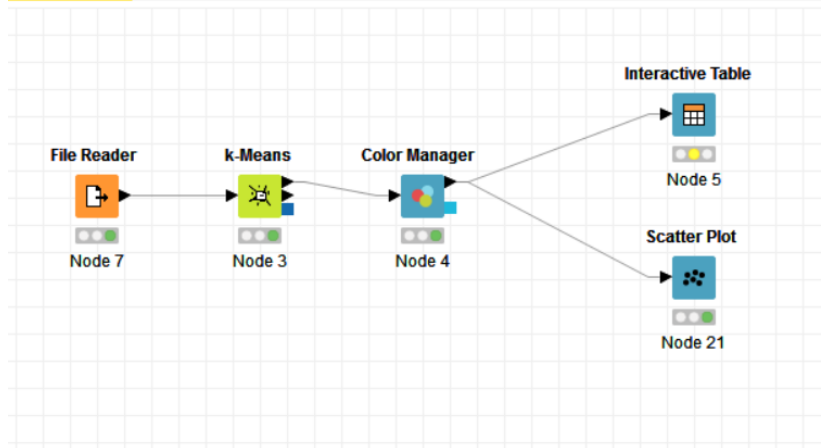 Interactive Table
File Reader
k-Means
Color Manager
Node 5
Scatter Plot
Node 7
Node 3
Node 4
Node 21